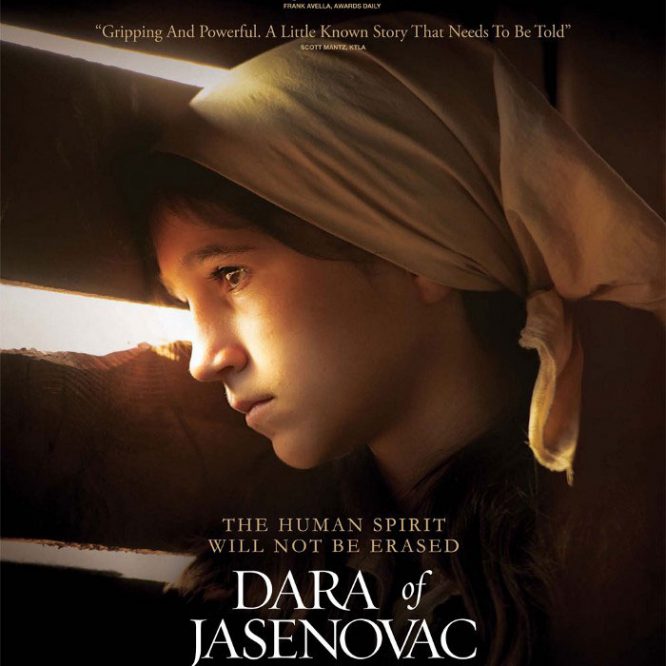 FRANK AVELLA, AWARDS DAILY
“Gripping And Powerful. A Little Known Story That Needs To Be Told”
SCOTT MANTZ, KTLA
THE HUMAN SPIRIT
WILL NOT BE ERASED
DARA of
JASENOVAC